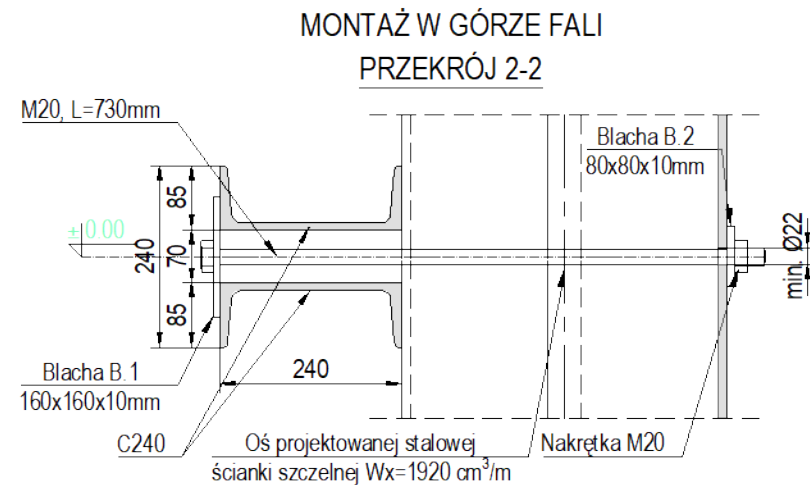 MONTAŻ W GÓRZE FALI
PRZEKRÓJ 2-2
M20, L=730mm
Blacha B.2
80x80x10mm
±0.00
85
240
70
85
min. Ø22
240
Blacha B.1
160x160x10mm
C240
Oś projektowanej stalowej
ścianki szczelnej Wx=1920 cm³/m
Nakrętka M20